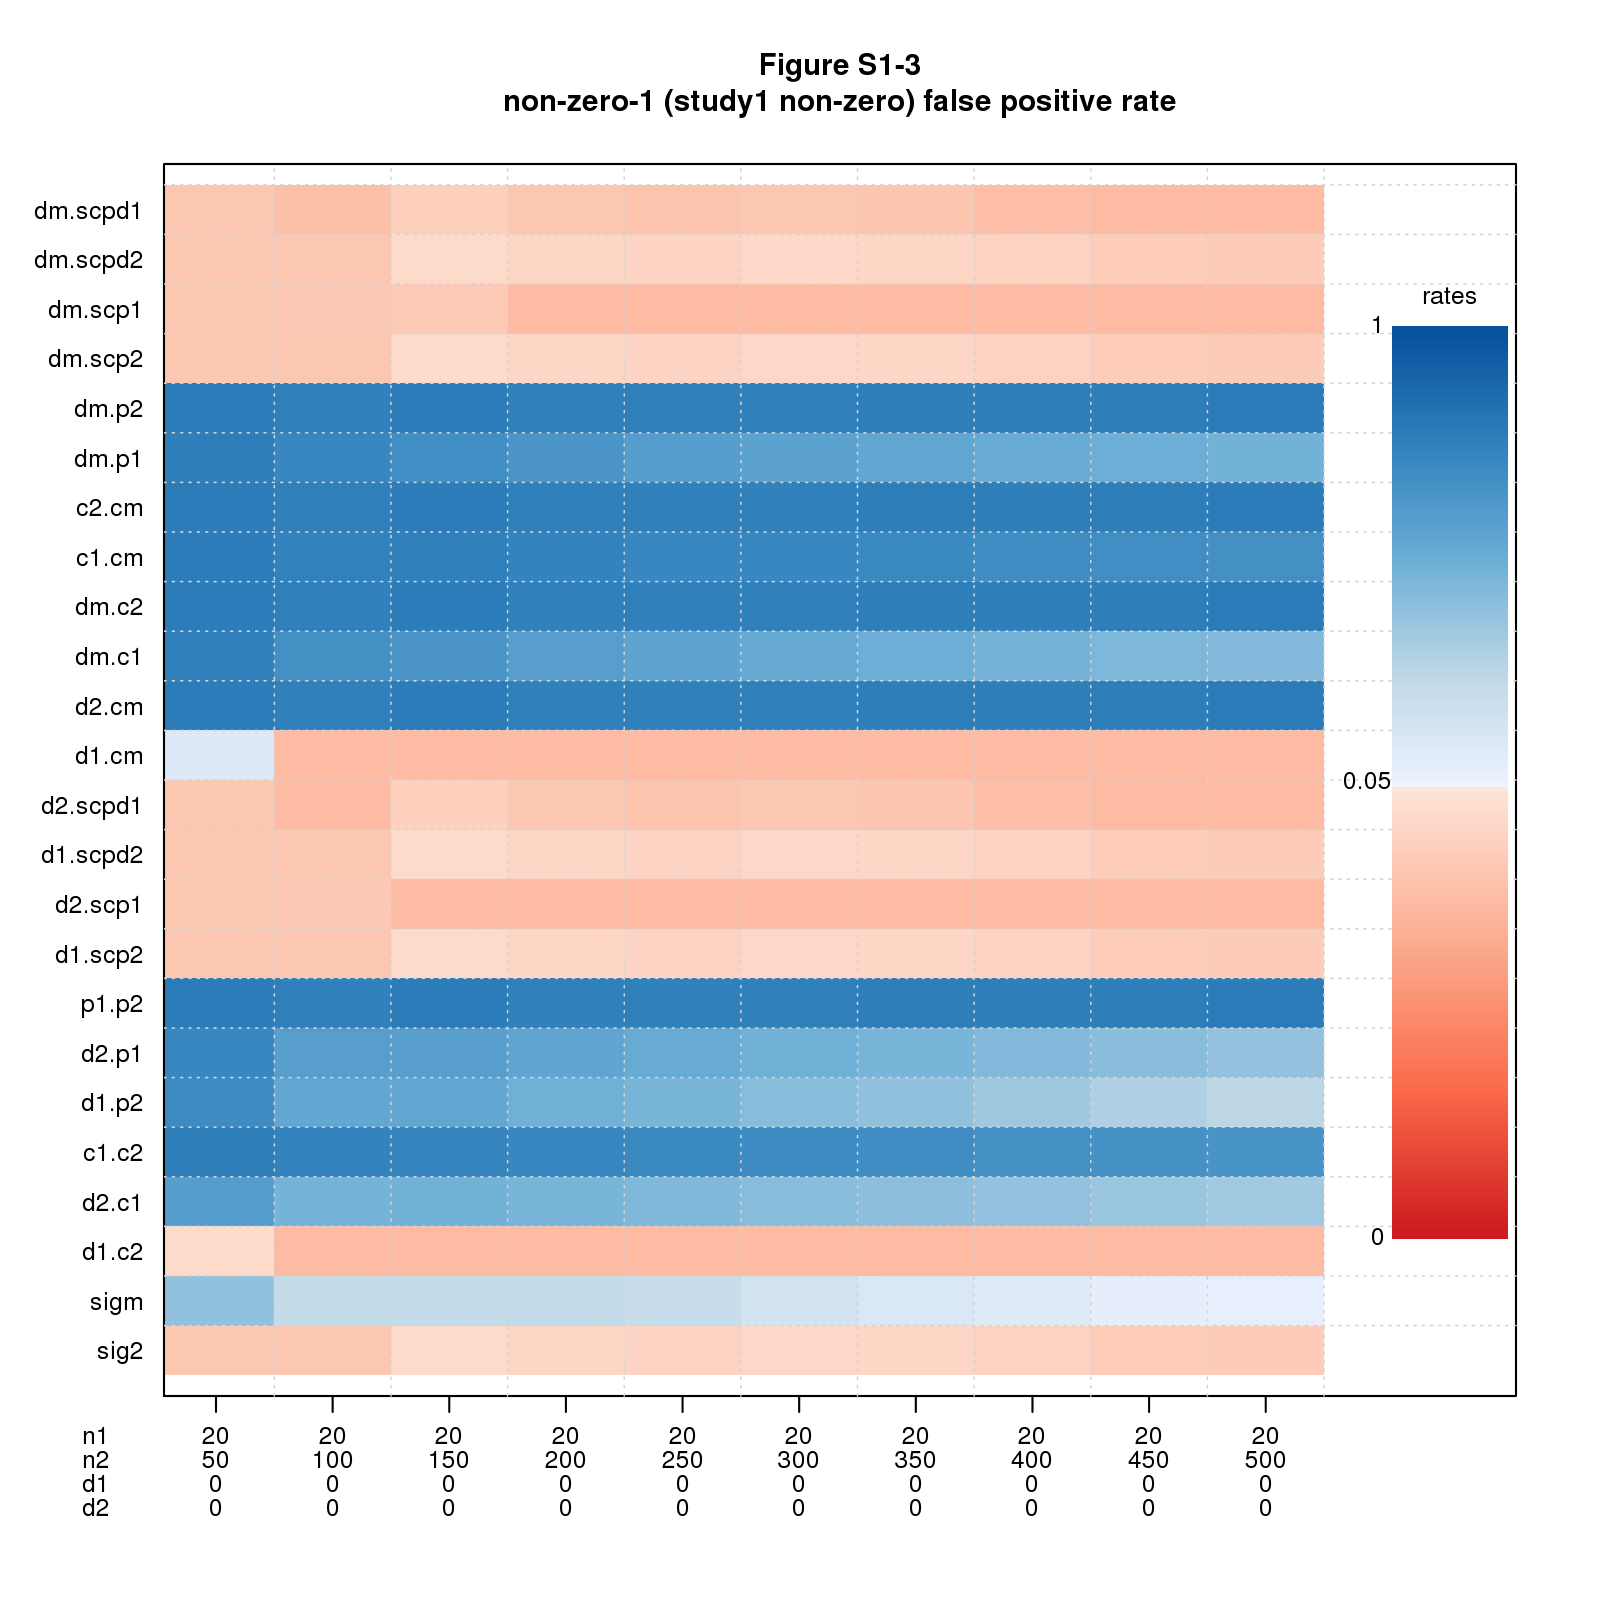 Figure S1-3
non-zero-1 (study1 non-zero) false positive rate
dm.scpd1
dm.scpd2
dm.scp1
dm.scp2
dm.p2
dm.p1
c2.cm
c1.cm
dm.c2
dm.c1
d2.cm
d1.cm
d2.scpd1
d1.scpd2
d2.scp1
d1.scp2
p1.p2
d2.p1
d1.p2
c1.c2
d2.c1
d1.c2
sigm
sig2
rates
1
0.05
0
n1 20 20 20 20 20 20 20 20 20 20
n2 50 100 150 200 250 300 350 400 450 500
d1 0 0 0 0 0 0 0 0 0 0
d2 0 0 0 0 0 0 0 0 0 0